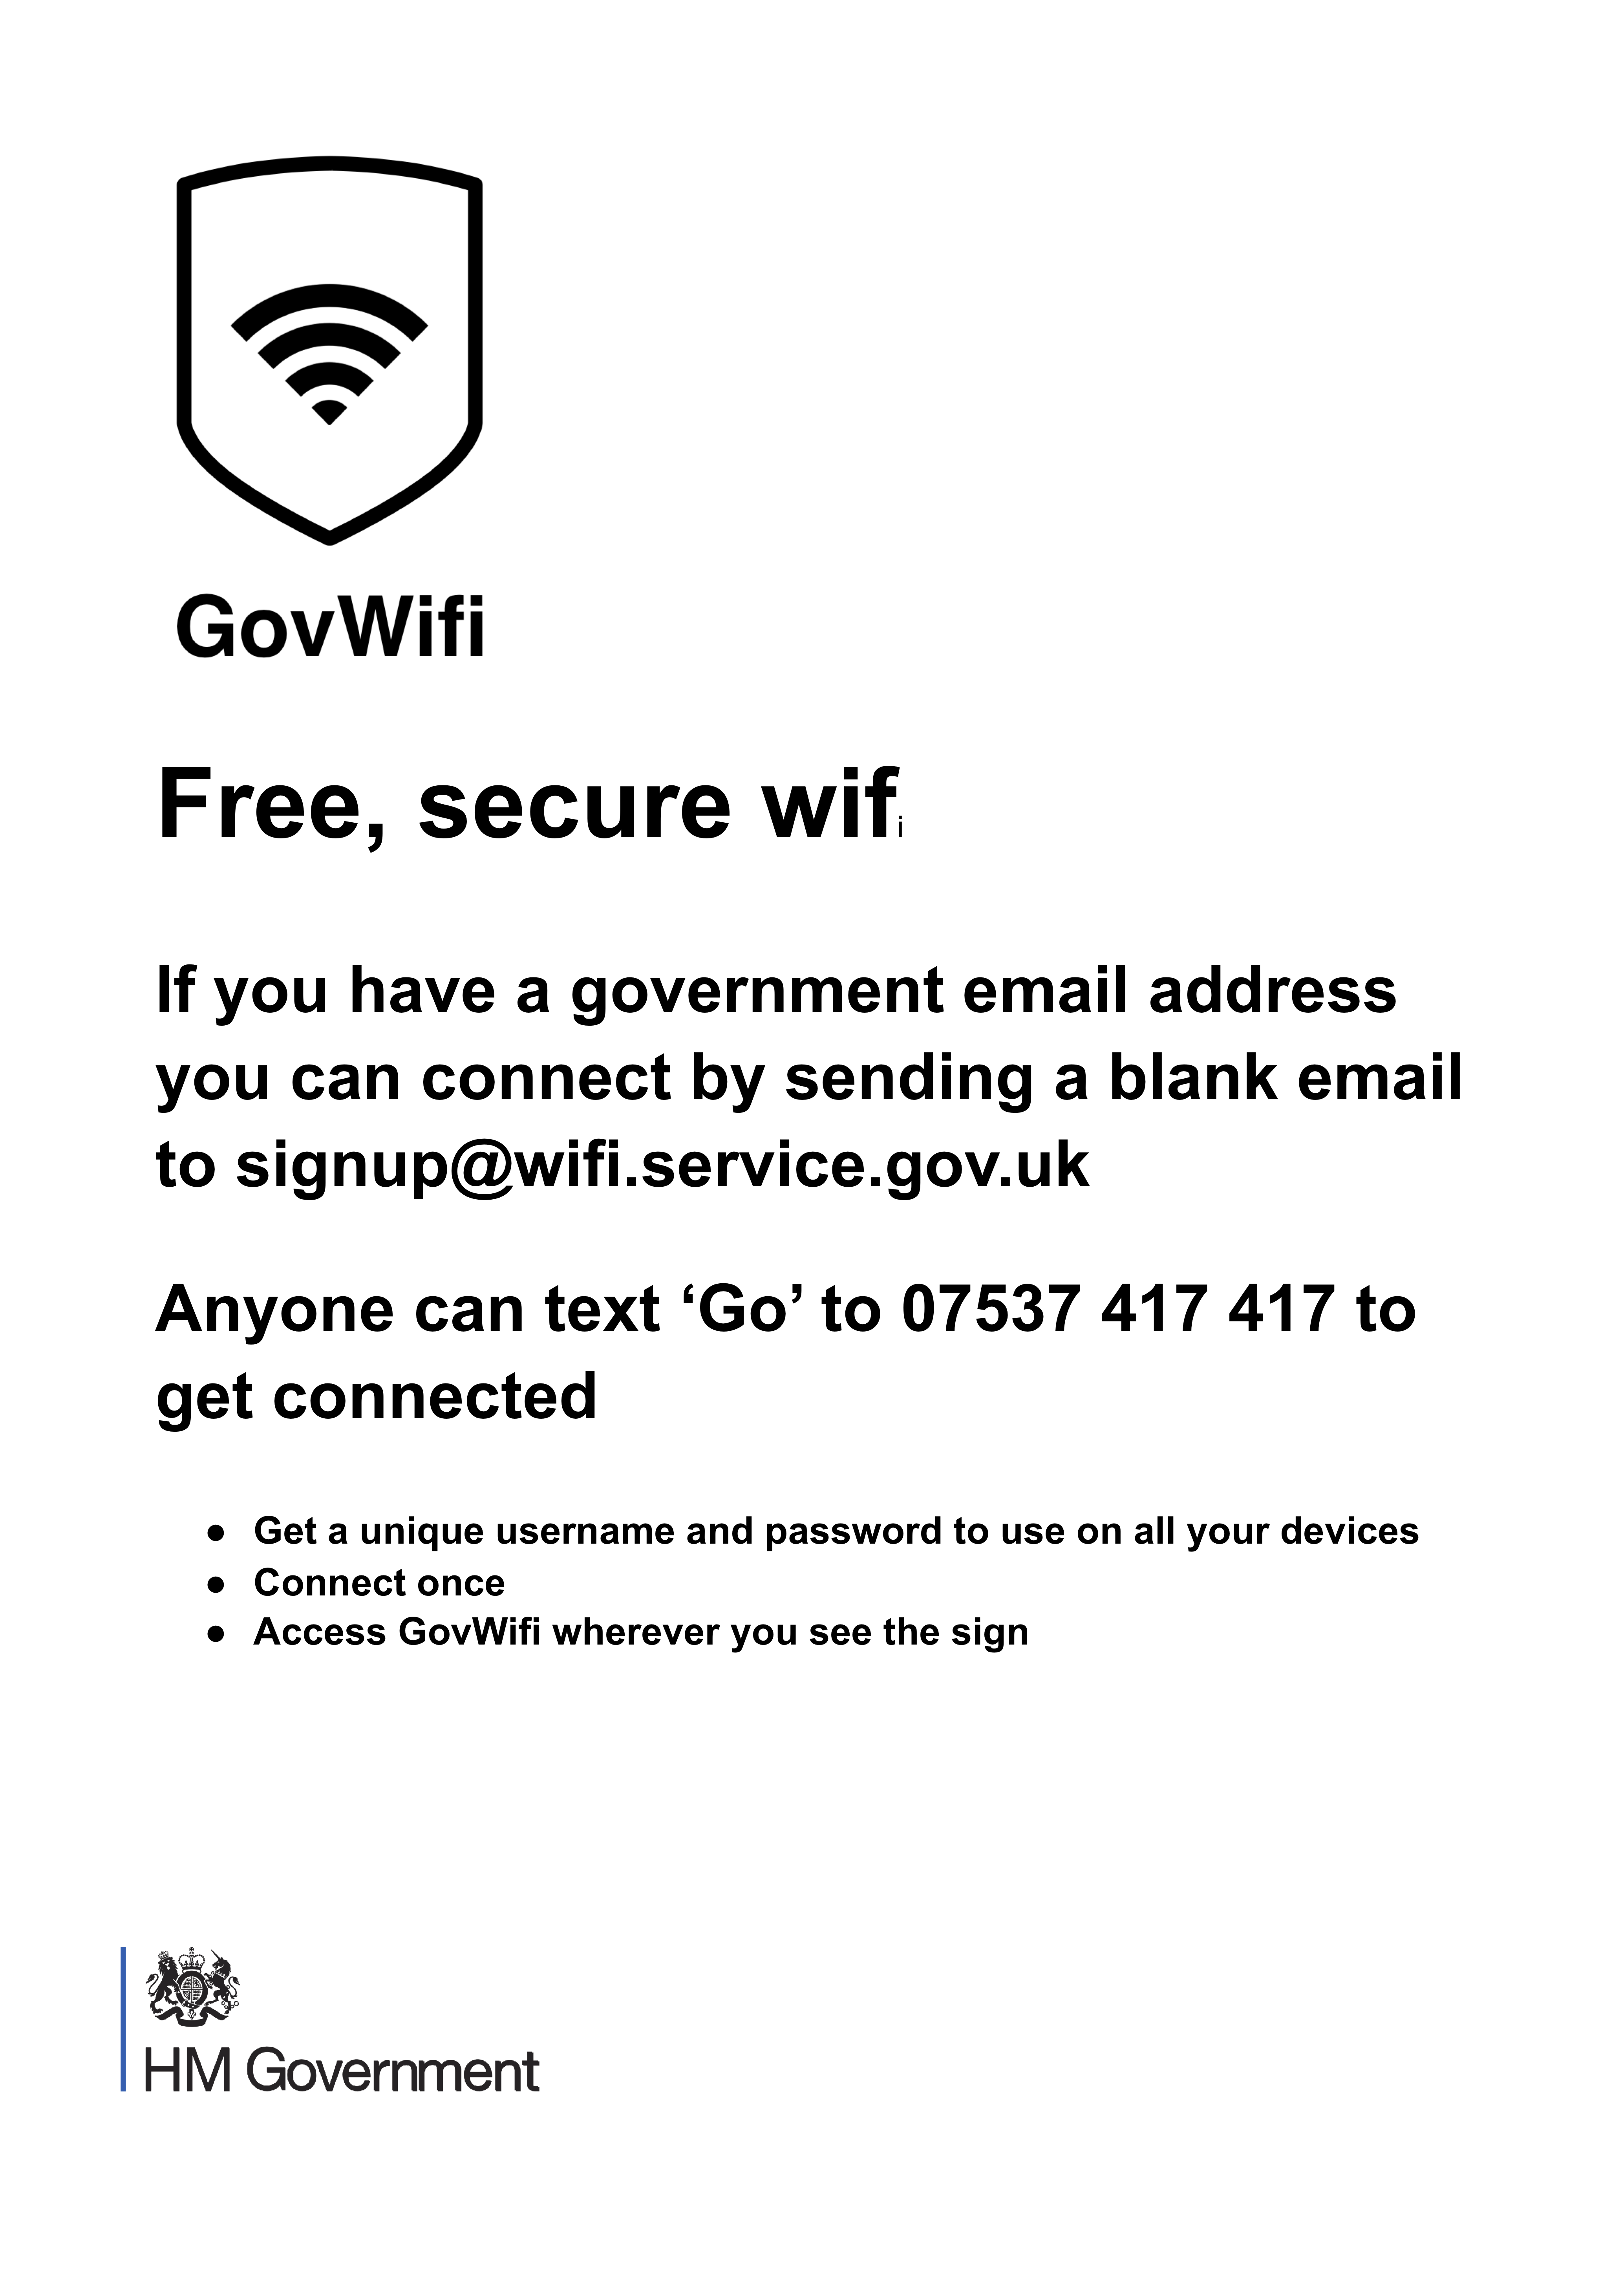 GovWifi
Free, secure wifi
If you have a government email address
you can connect by sending a blank email
to signup@wifi.service.gov.uk
Anyone can text ‘Go’ to 07537 417 417 to
get connected
● Get a unique username and password to use on all your devices
● Connect once
● Access GovWifi wherever you see the sign
HM Government